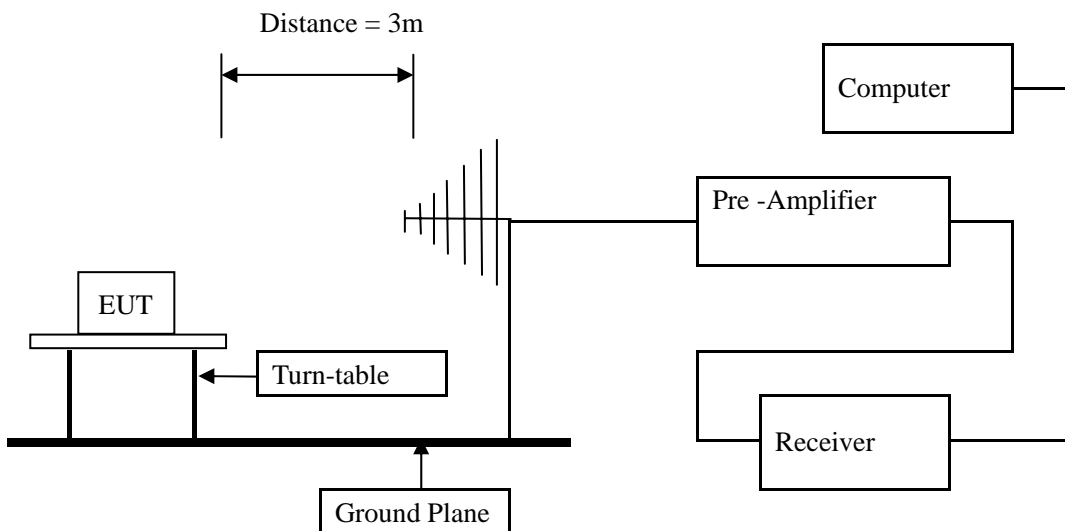 Distance = 3m
Computer
Pre -Amplifier
EUT
Turn-table
Receiver
Ground Plane